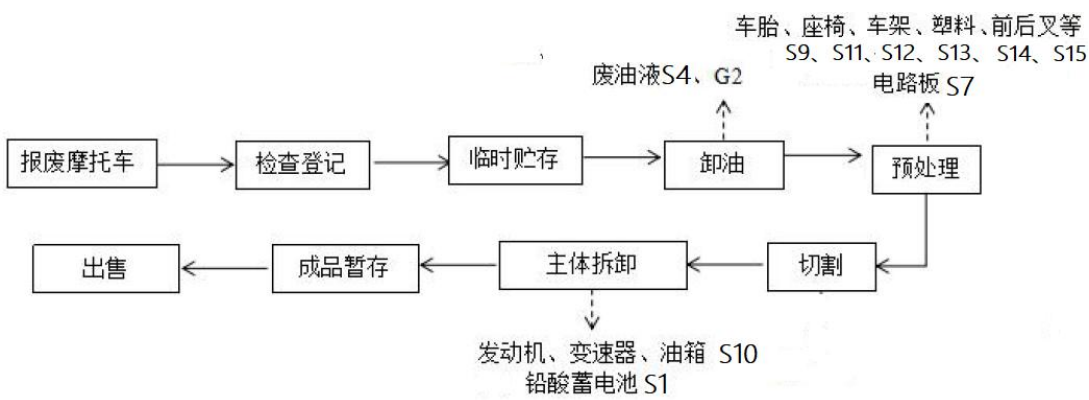 车胎、座椅、车架、塑料、前后叉等
S9、S11、S12、S13、S14、S15
电路板 S7
废油液S4、G2
报废摩托车
检查登记
临时贮存
卸油
预处理
出售
成品暂存
主体拆卸
切割
发动机、变速器、油箱 S10
铅酸蓄电池 S1